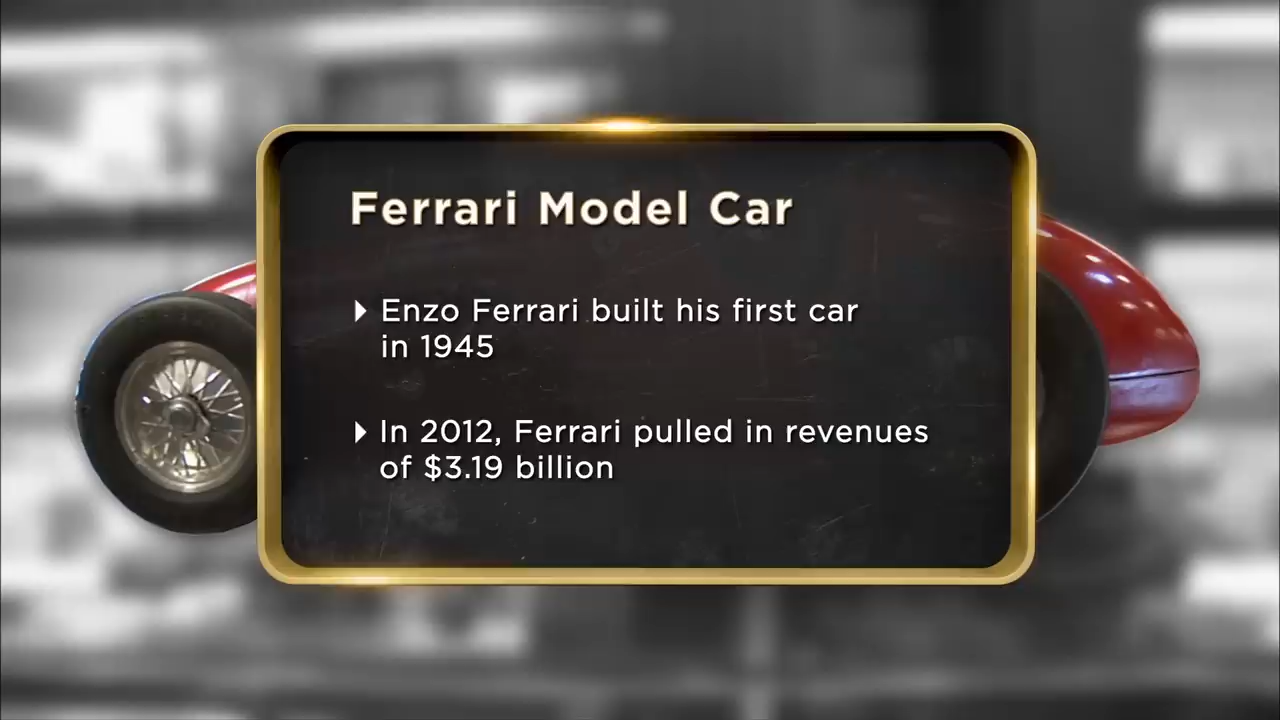 Ferrari Model Car
Enzo Ferrari built his first car
in 1945
In 2012, Ferrari pulled in revenues
of $3.19 billion